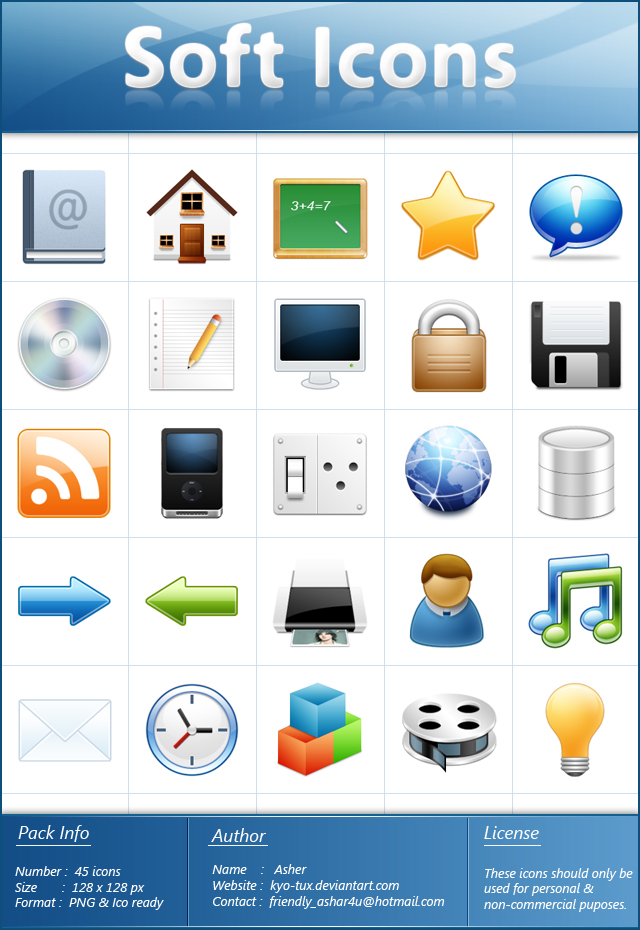 Soft Icons
@
3+4=7
!
Pack Info
Number : 45 icons
Size : 128 x 128 px
Format : PNG & Ico ready
Author
Name : Asher
Website : kyo-tux.deviantart.com
Contact : friendly_ashar4u@hotmail.com
License
These icons should only be
used for personal &
non-commercial puposes.